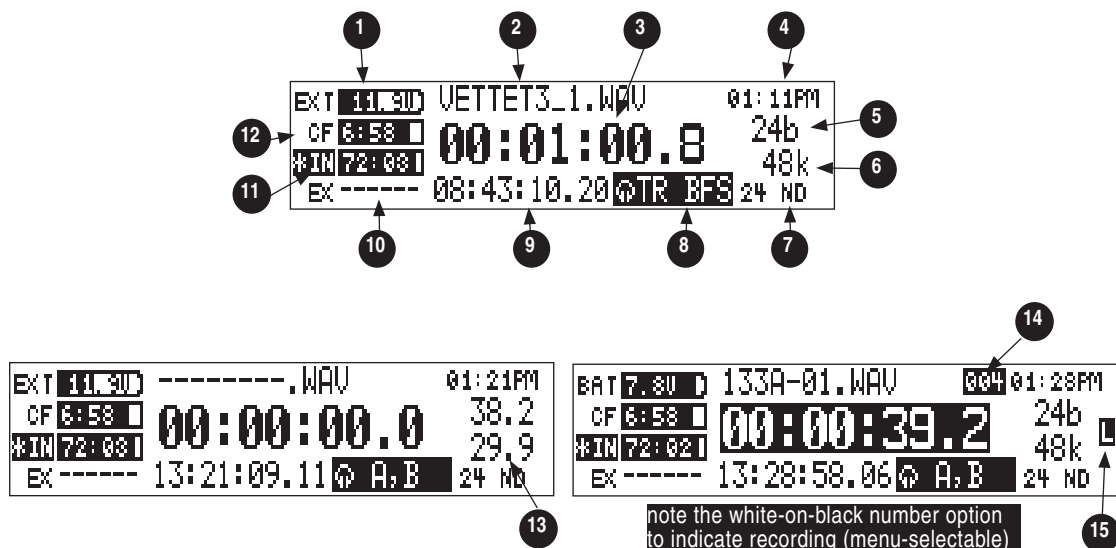 1 2 3 4
EXT 11.9V VETTET3_1.WAV 01:11PM
CF 6:58 00:01:00.8 24b 5
12
*IN 72:03 48k 6
11
EX ------ 08:43:10.20 TR BFS 24 ND
10 9 8 7
14
EXT 11.9V --------.WAV 01:21PM
CF 6:58 00:00:00.0 38.2
*IN 72:03 29.9
EX ------ 13:21:09.11 A,B 24 ND
13
BAT 7.8V 133A-01.WAV 004 01:28PM
CF 6:58 00:00:39.2 24b
*IN 72:02 48k L
EX ------ 13:28:58.06 A,B 24 ND
15
note the white-on-black number option
to indicate recording (menu-selectable)